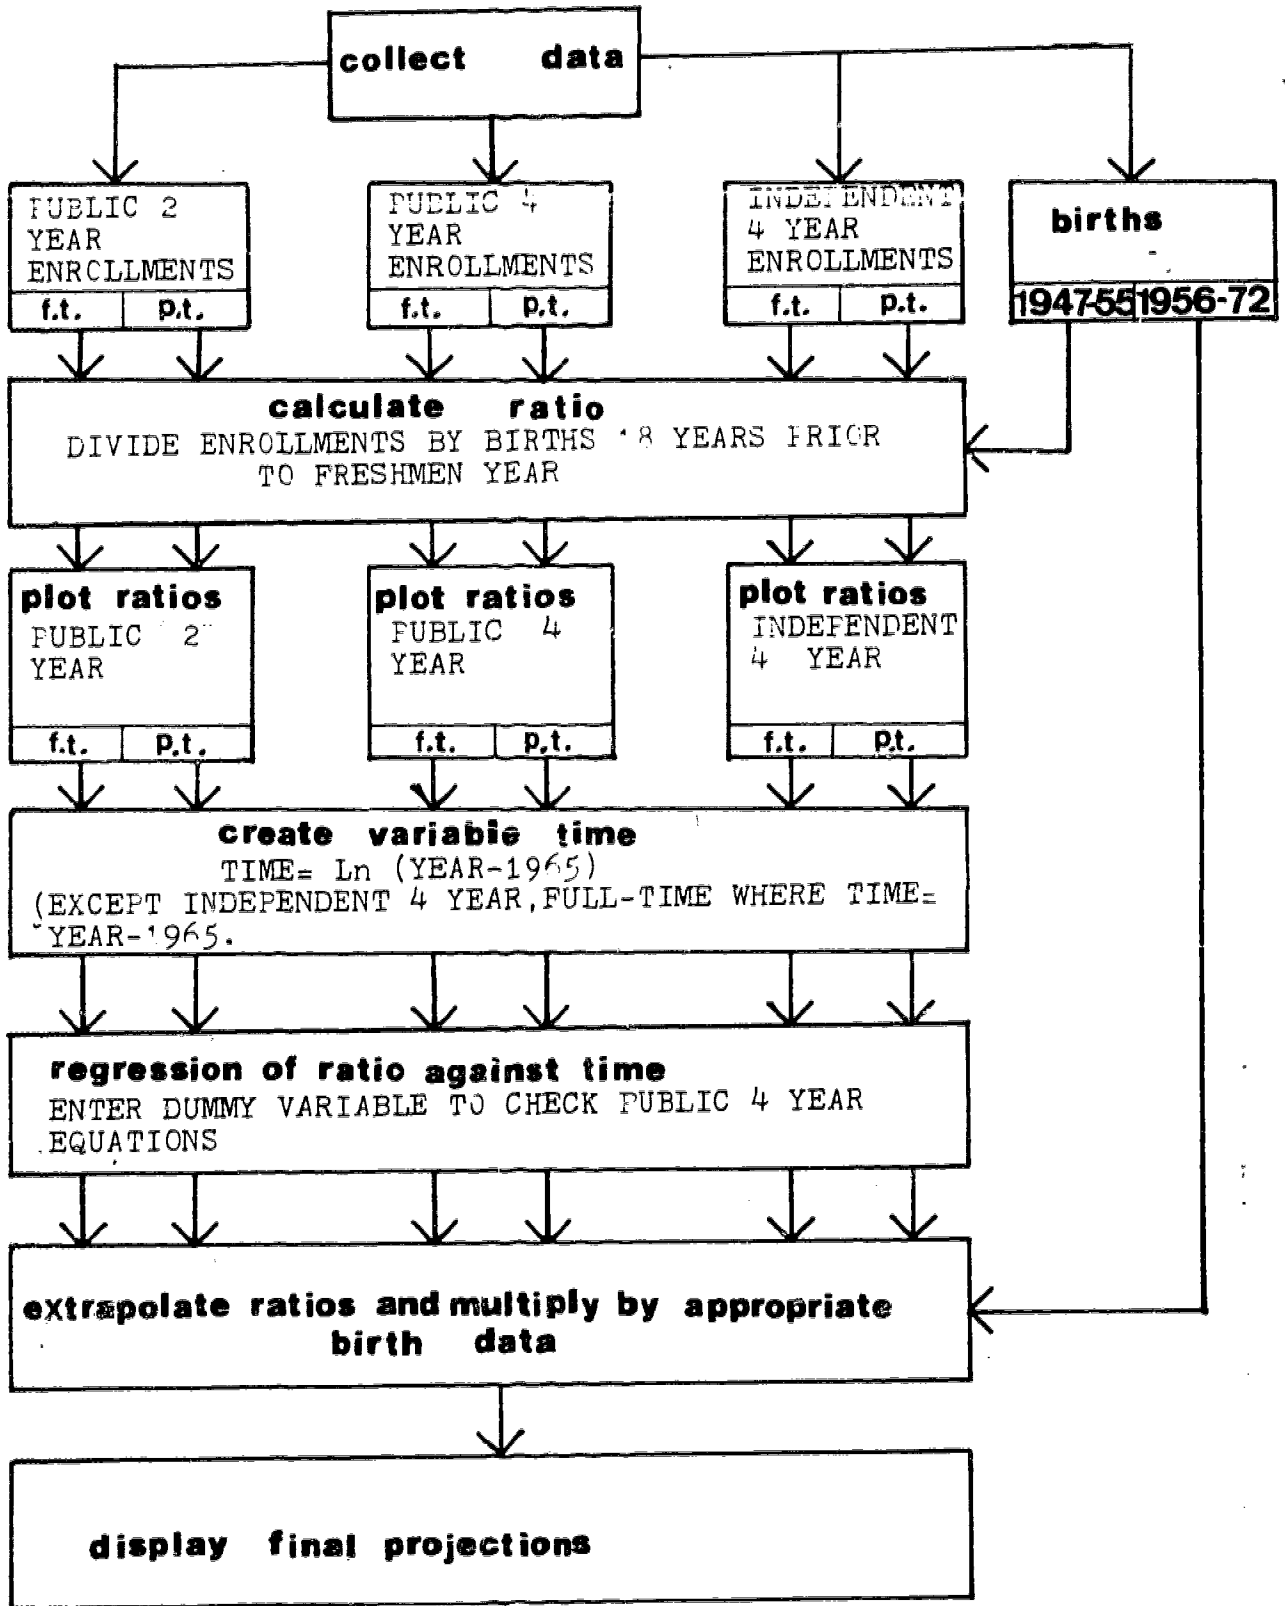 collect data
PUBLIC 2
YEAR
ENROLLMENTS
f.t. p.t.
PUBLIC 4
YEAR
ENROLLMENTS
f.t. p.t.
INDEPENDENT
4 YEAR
ENROLLMENTS
f.t. p.t.
births
1947-55 1956-72
calculate ratio
DIVIDE ENROLLMENTS BY BIRTHS 18 YEARS PRIOR
TO FRESHMEN YEAR
plot ratios
PUBLIC 2
YEAR
f.t. p.t.
plot ratios
PUBLIC 4
YEAR
f.t. p.t.
plot ratios
INDEPENDENT
4 YEAR
f.t. p.t.
create variable time
TIME= Ln (YEAR-1965)
(EXCEPT INDEPENDENT 4 YEAR,FULL-TIME WHERE TIME=
YEAR-1965.
regression of ratio against time
ENTER DUMMY VARIABLE TO CHECK PUBLIC 4 YEAR
EQUATIONS
extrapolate ratios and multiply by appropriate
birth data
display final projections